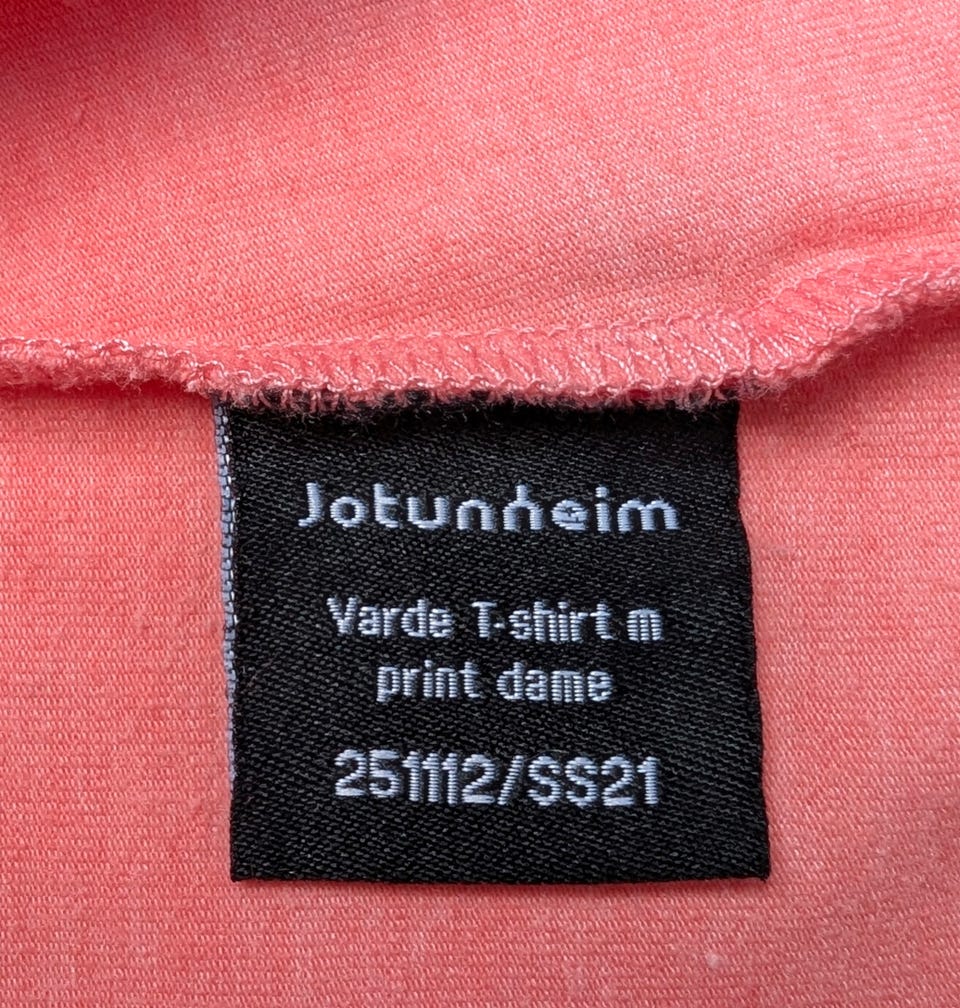 Jotunheim
Varde T-shirt m
print dame
251112/SS21